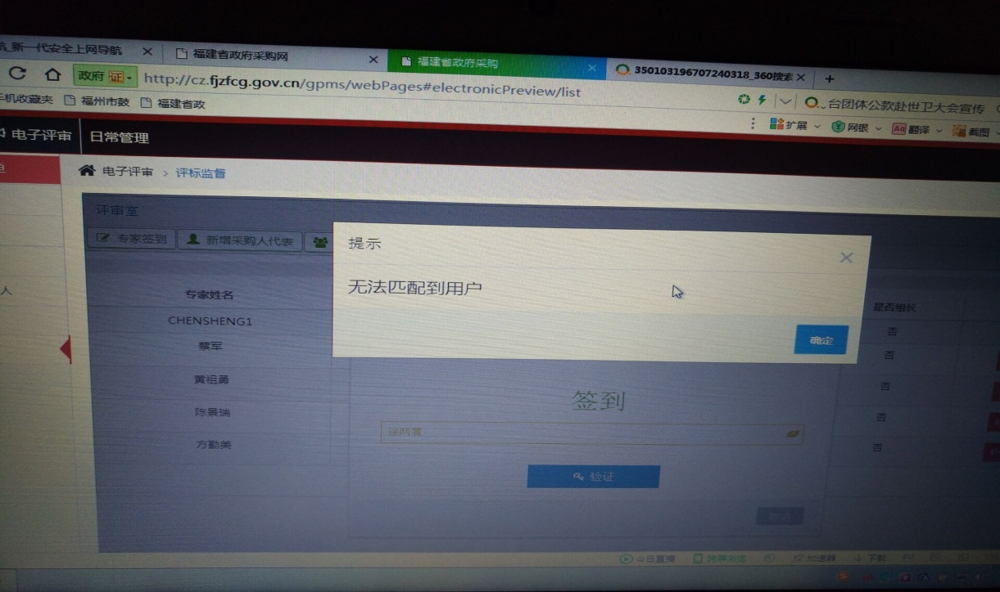 航_新一代安全上网导航
福建省政府采购网
福建省政府采购
350103196707240318_360搜索
政府 证
http://cz.fjzfcg.gov.cn/gpms/webPages#electronicPreview/list
台团体公款赴世卫大会宣传
手机收藏夹 福州市鼓 福建省政
扩展 网银 翻译 截图
电子评审 日常管理
单
电子评审 > 评标监督
评审室
专家签到 新增采购人代表
提示
无法匹配到用户
确定
人
专家姓名
是否组长
CHENSHENG1
否
蔡军
否
黄祖勇
否
陈景瑞
否
方勤美
否
签到
验证
今日直播 跨屏浏览 加速器 下载